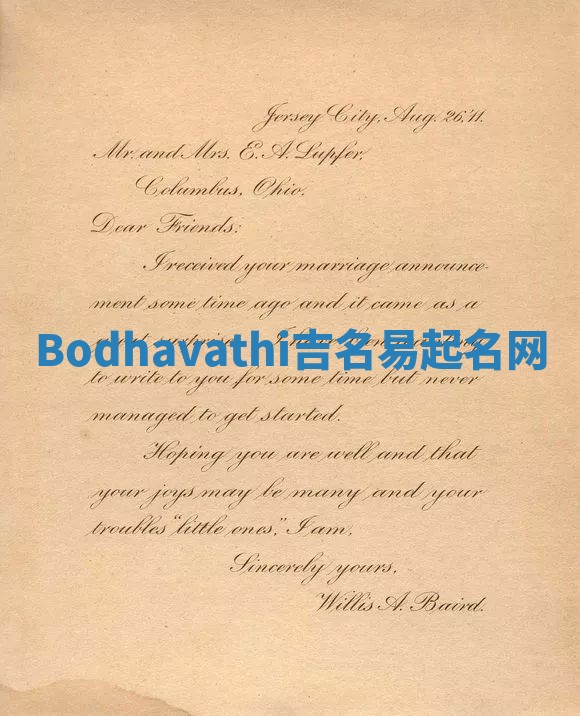 Jersey City, Aug. 26,'11.
Mr. and Mrs. E. A. Lupfer,
Columbus, Ohio.
Dear Friends:
I received your marriage announce-
ment some time ago and it came as a
Bodhavathi吉名易起名网
to write to you for some time but never
managed to get started.
Hoping you are well and that
your joys may be many and your
troubles "little ones," I am,
Sincerely yours,
Willis A. Baird.